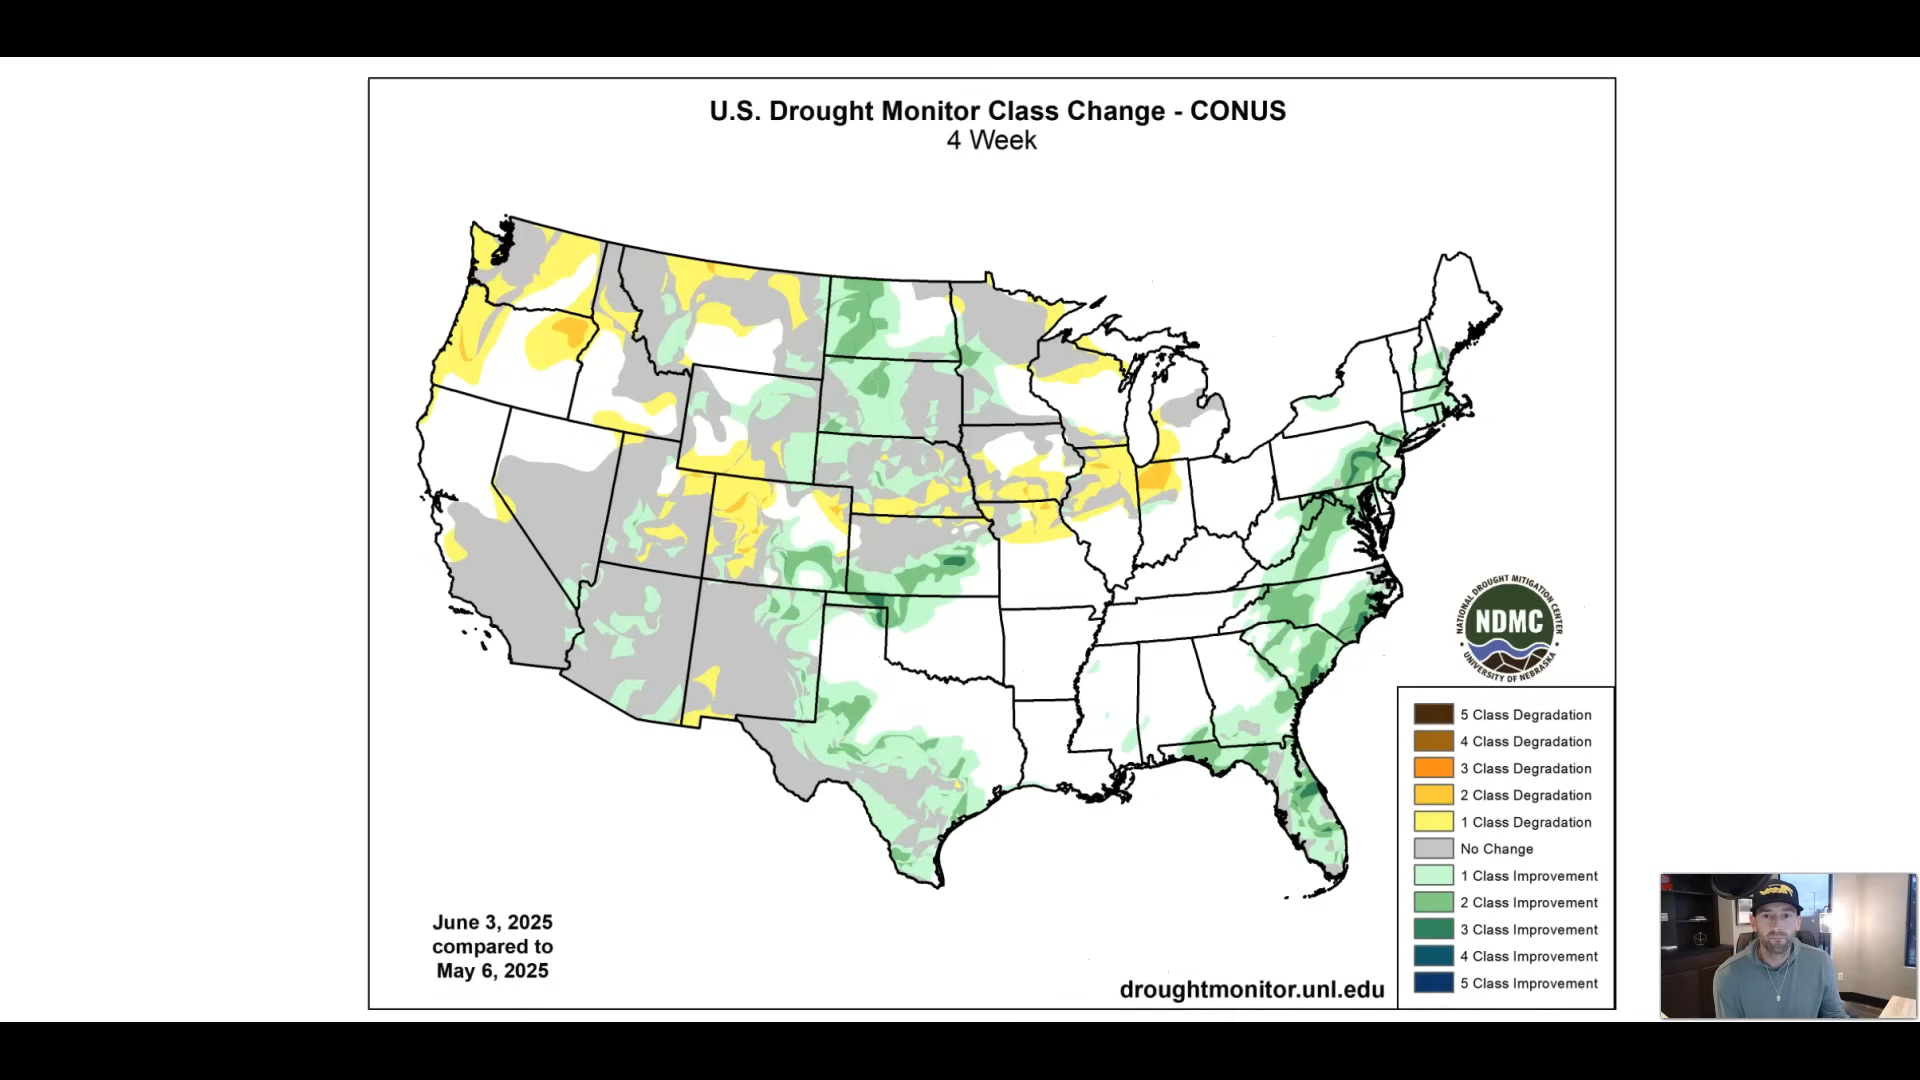 U.S. Drought Monitor Class Change - CONUS
4 Week
NATIONAL DROUGHT MITIGATION CENTER
NDMC
UNIVERSITY OF NEBRASKA
5 Class Degradation
4 Class Degradation
3 Class Degradation
2 Class Degradation
1 Class Degradation
No Change
1 Class Improvement
2 Class Improvement
3 Class Improvement
4 Class Improvement
5 Class Improvement
June 3, 2025
compared to
May 6, 2025
droughtmonitor.unl.edu